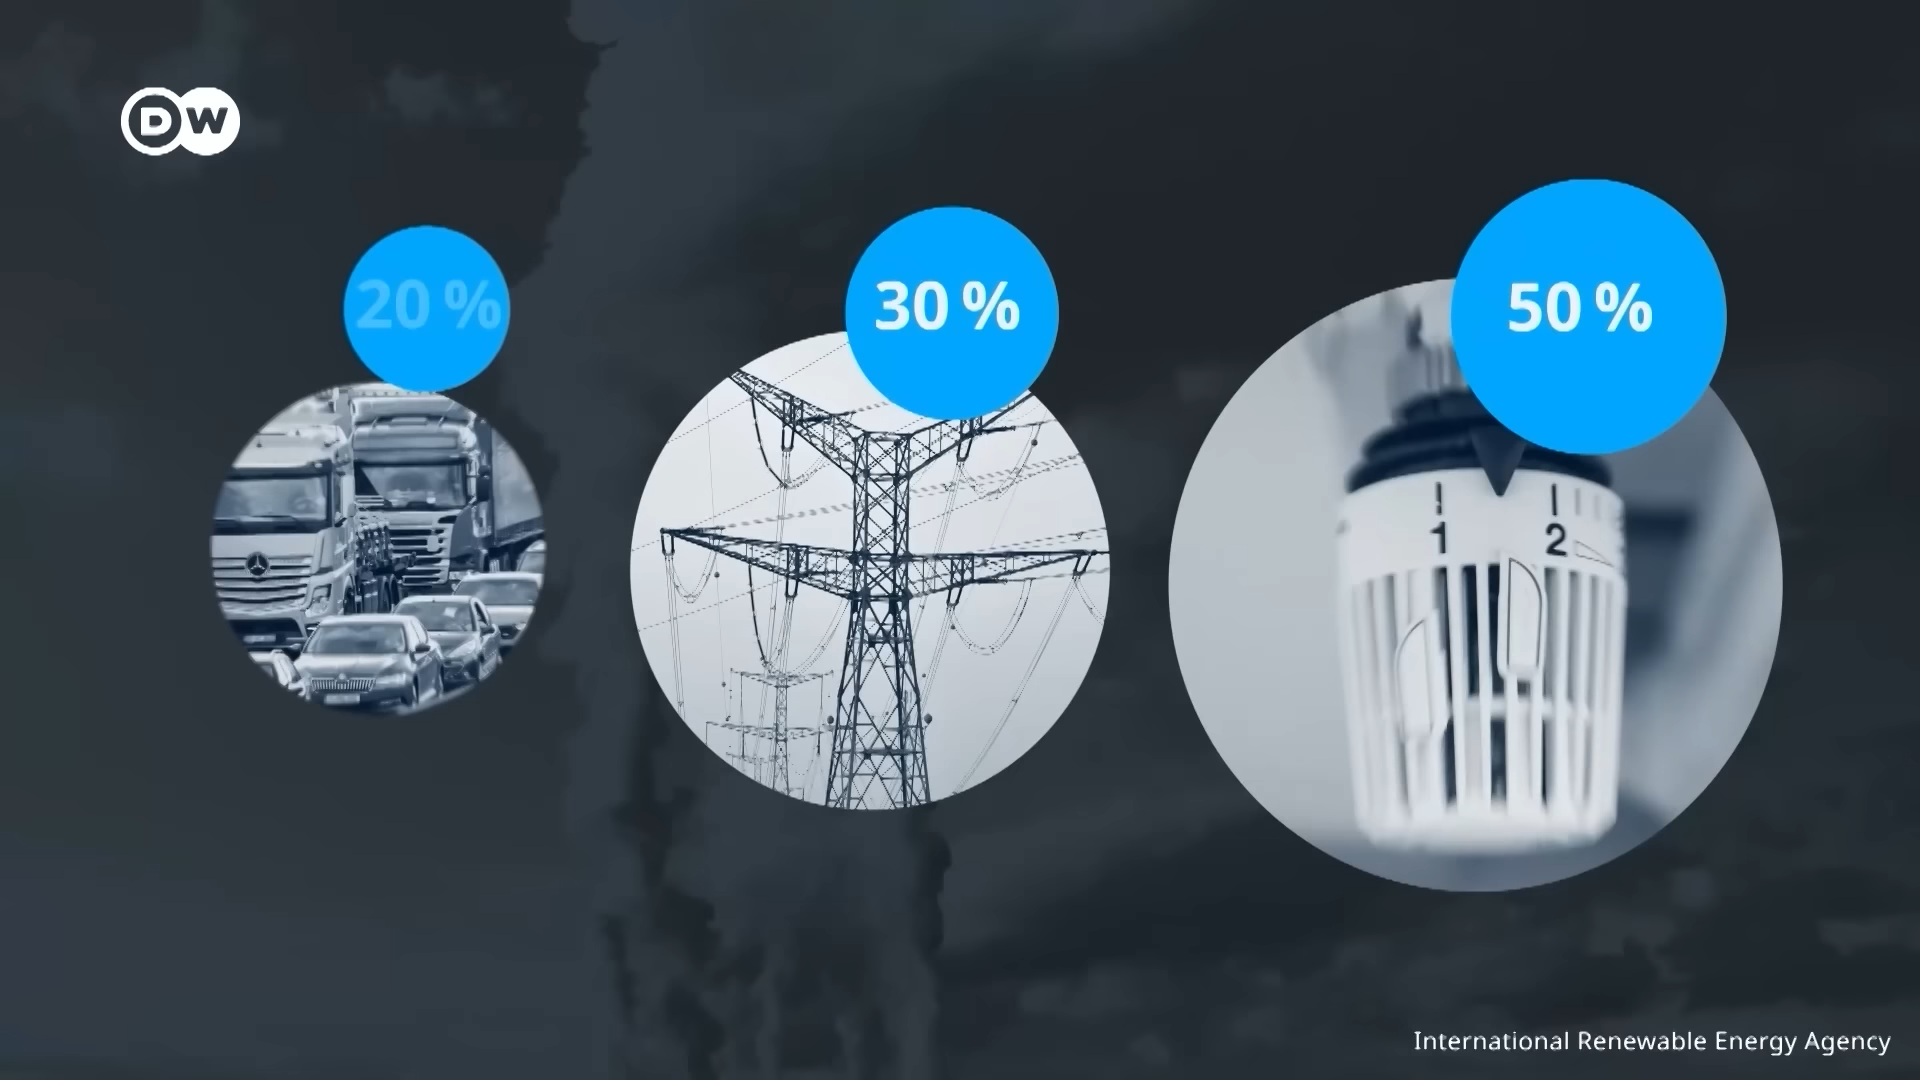 DW
20 %
30 %
50 %
1 2
International Renewable Energy Agency